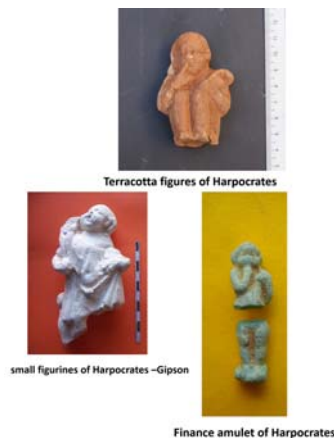 Terracotta figures of Harpocrates
small figurines of Harpocrates –Gipson
Finance amulet of Harpocrates